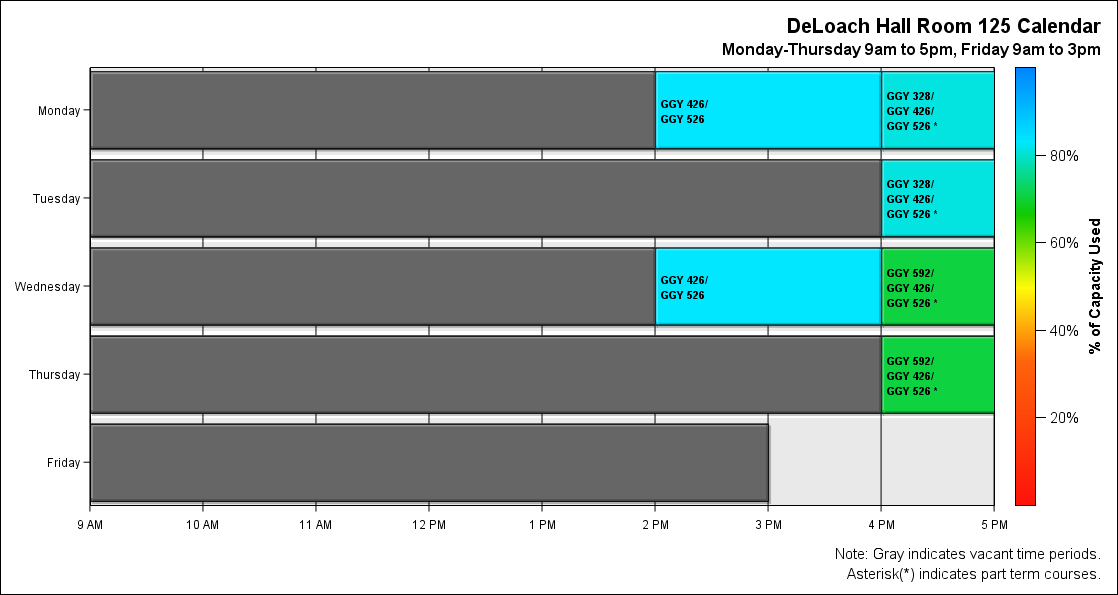 DeLoach Hall Room 125 Calendar
Monday-Thursday 9am to 5pm, Friday 9am to 3pm
Monday
GGY 426/
GGY 526
GGY 328/
GGY 426/
GGY 526 *
Tuesday
GGY 328/
GGY 426/
GGY 526 *
Wednesday
GGY 426/
GGY 526
GGY 592/
GGY 426/
GGY 526 *
Thursday
GGY 592/
GGY 426/
GGY 526 *
Friday
9 AM 10 AM 11 AM 12 PM 1 PM 2 PM 3 PM 4 PM 5 PM
80%
60%
40%
20%
% of Capacity Used
Note: Gray indicates vacant time periods.
Asterisk(*) indicates part term courses.